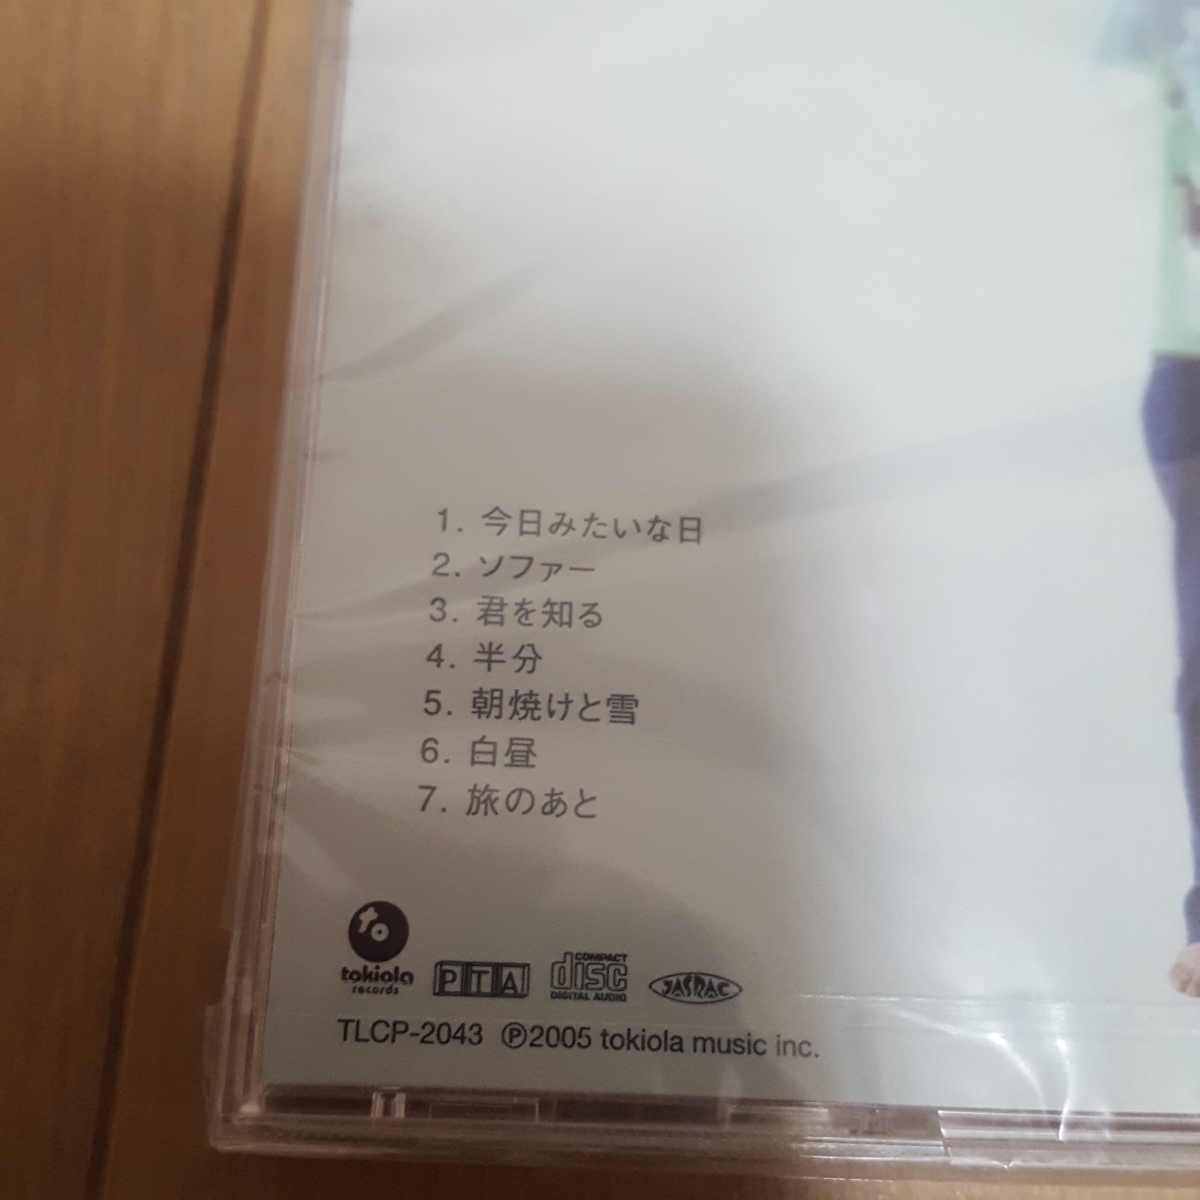 1. 今日みたいな日
2. ソファー
3. 君を知る
4. 半分
5. 朝焼けと雪
6. 白昼
7. 旅のあと
to
tokiola
records
PTA
COMPACT
disc
DIGITAL AUDIO
JASRAC
TLCP-2043 ℗2005 tokiola music inc.